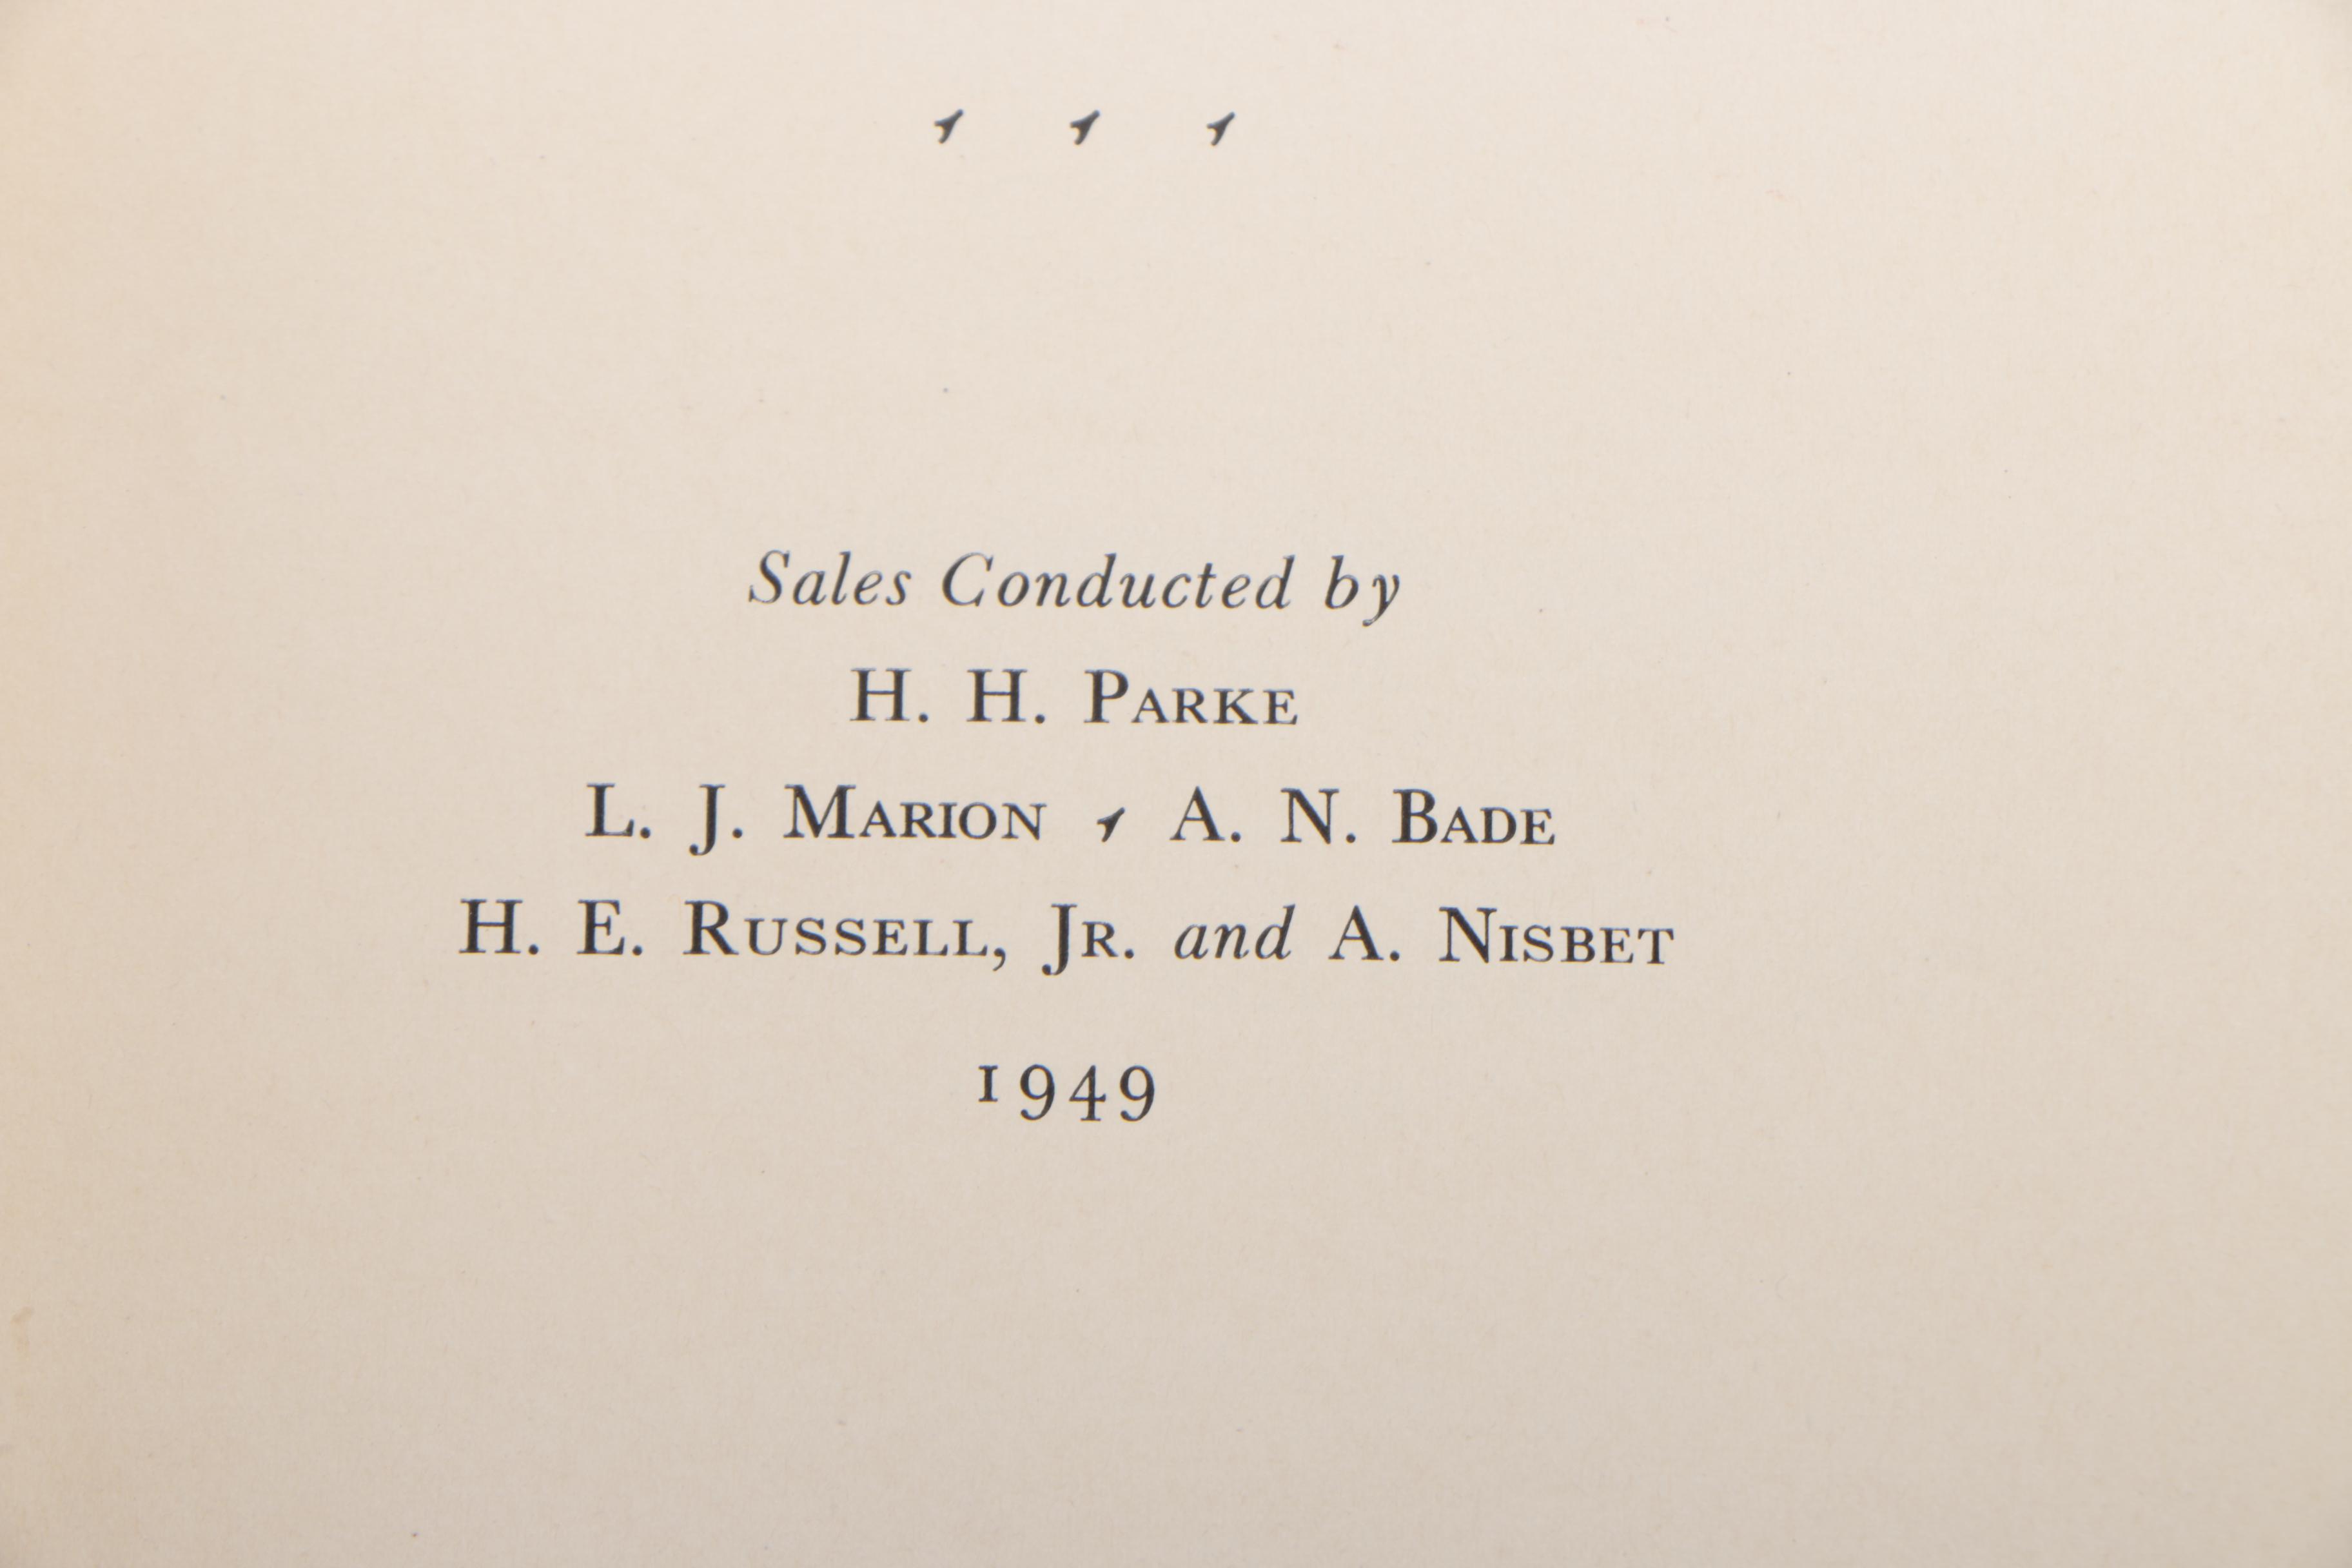 Sales Conducted by
H. H. PARKE
L. J. MARION A. N. BADE
H. E. RUSSELL, JR. and A. NISBET
1949